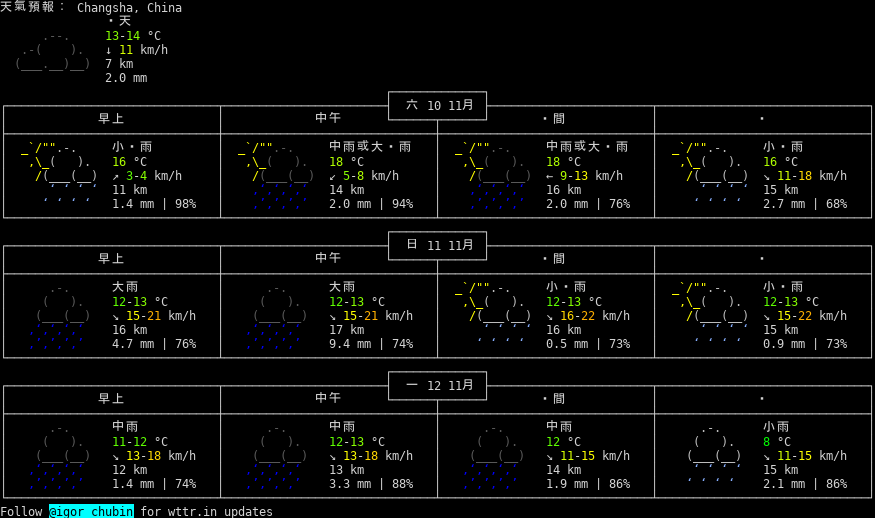 天氣預報： Changsha, China
・天
13-14 °C
↓ 11 km/h
7 km
2.0 mm
六 10 11月
早上 中午 ・間 ・
小・雨 中雨或大・雨 中雨或大・雨 小・雨
16 °C 18 °C 18 °C 16 °C
↗ 3-4 km/h ↙ 5-8 km/h ← 9-13 km/h ↘ 11-18 km/h
11 km 14 km 16 km 15 km
1.4 mm | 98% 2.0 mm | 94% 2.0 mm | 76% 2.7 mm | 68%
日 11 11月
早上 中午 ・間 ・
大雨 大雨 小・雨 小・雨
12-13 °C 12-13 °C 12-13 °C 12-13 °C
↘ 15-21 km/h ↘ 15-21 km/h ↘ 16-22 km/h ↘ 15-22 km/h
16 km 17 km 16 km 15 km
4.7 mm | 76% 9.4 mm | 74% 0.5 mm | 73% 0.9 mm | 73%
一 12 11月
早上 中午 ・間 ・
中雨 中雨 中雨 小雨
11-12 °C 12-13 °C 12 °C 8 °C
↘ 13-18 km/h ↘ 13-18 km/h ↘ 11-15 km/h ↘ 11-15 km/h
12 km 13 km 14 km 15 km
1.4 mm | 74% 3.3 mm | 88% 1.9 mm | 86% 2.1 mm | 86%
Follow @igor_chubin for wttr.in updates